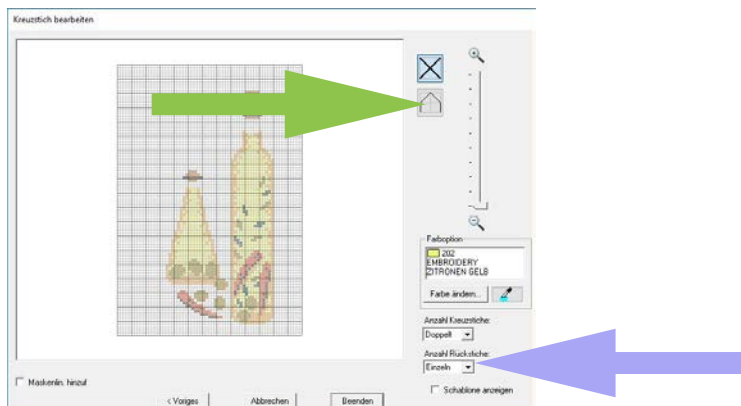 Kreuzstich bearbeiten
Farboption
202
EMBROIDERY
ZITRONEN GELB
Farbe ändern...
Anzahl Kreuzstiche:
Doppelt
Anzahl Rückstiche:
Einzeln
Schablone anzeigen
Maskenlin. hinzuf
< Voriges
Abbrechen
Beenden